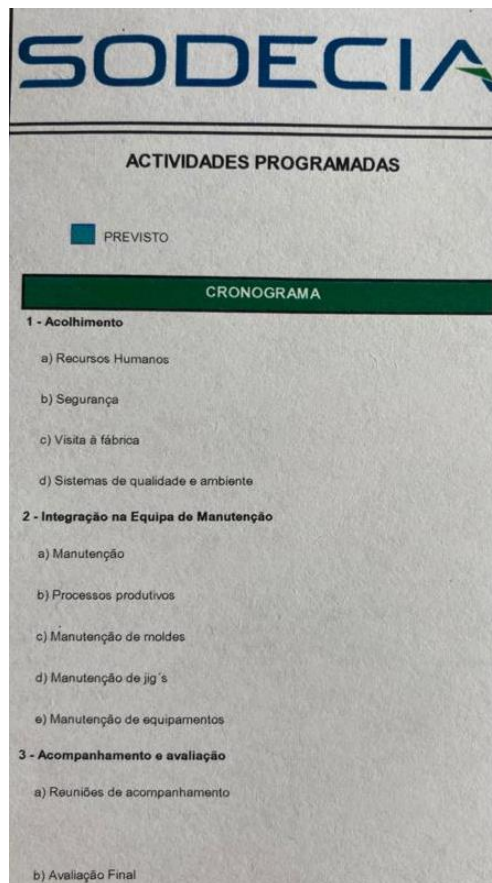 SODECIA
ACTIVIDADES PROGRAMADAS
PREVISTO
CRONOGRAMA
1 - Acolhimento
a) Recursos Humanos
b) Segurança
c) Visita à fábrica
d) Sistemas de qualidade e ambiente
2 - Integração na Equipa de Manutenção
a) Manutenção
b) Processos produtivos
c) Manutenção de moldes
d) Manutenção de jig´s
e) Manutenção de equipamentos
3 - Acompanhamento e avaliação
a) Reuniões de acompanhamento
b) Avaliação Final